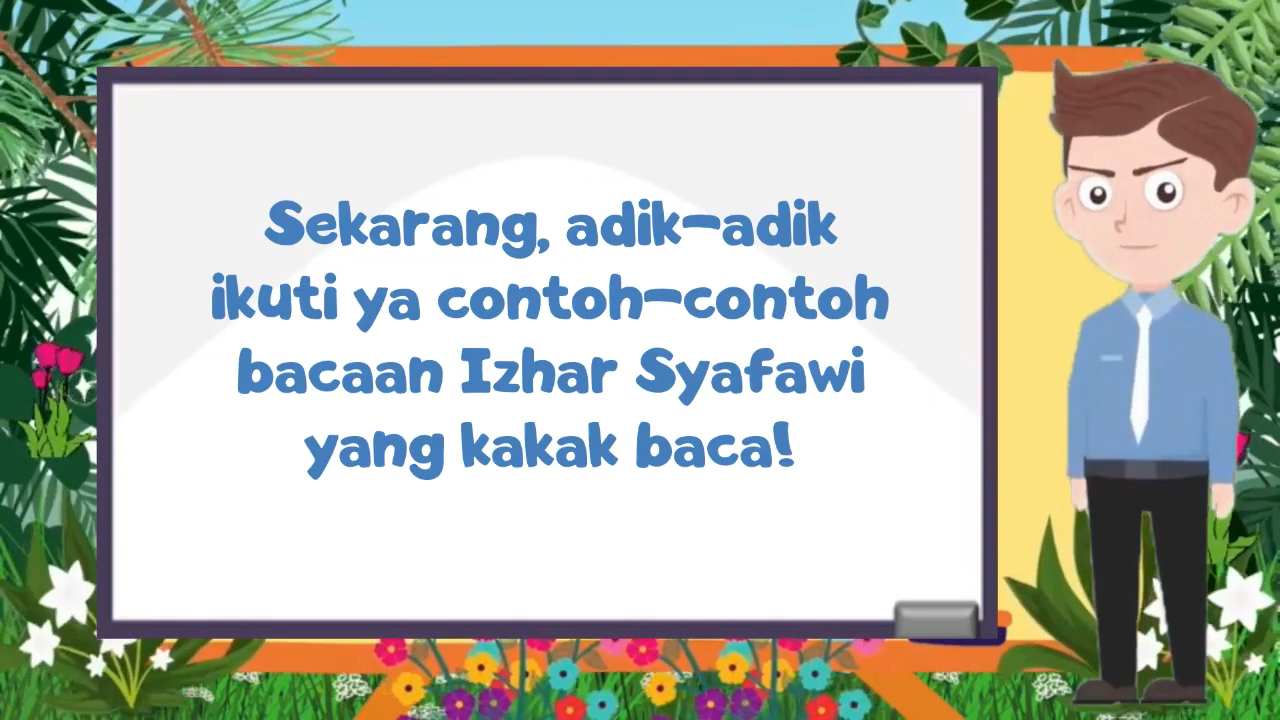 Sekarang, adik-adik
ikuti ya contoh-contoh
bacaan Izhar Syafawi
yang kakak baca!